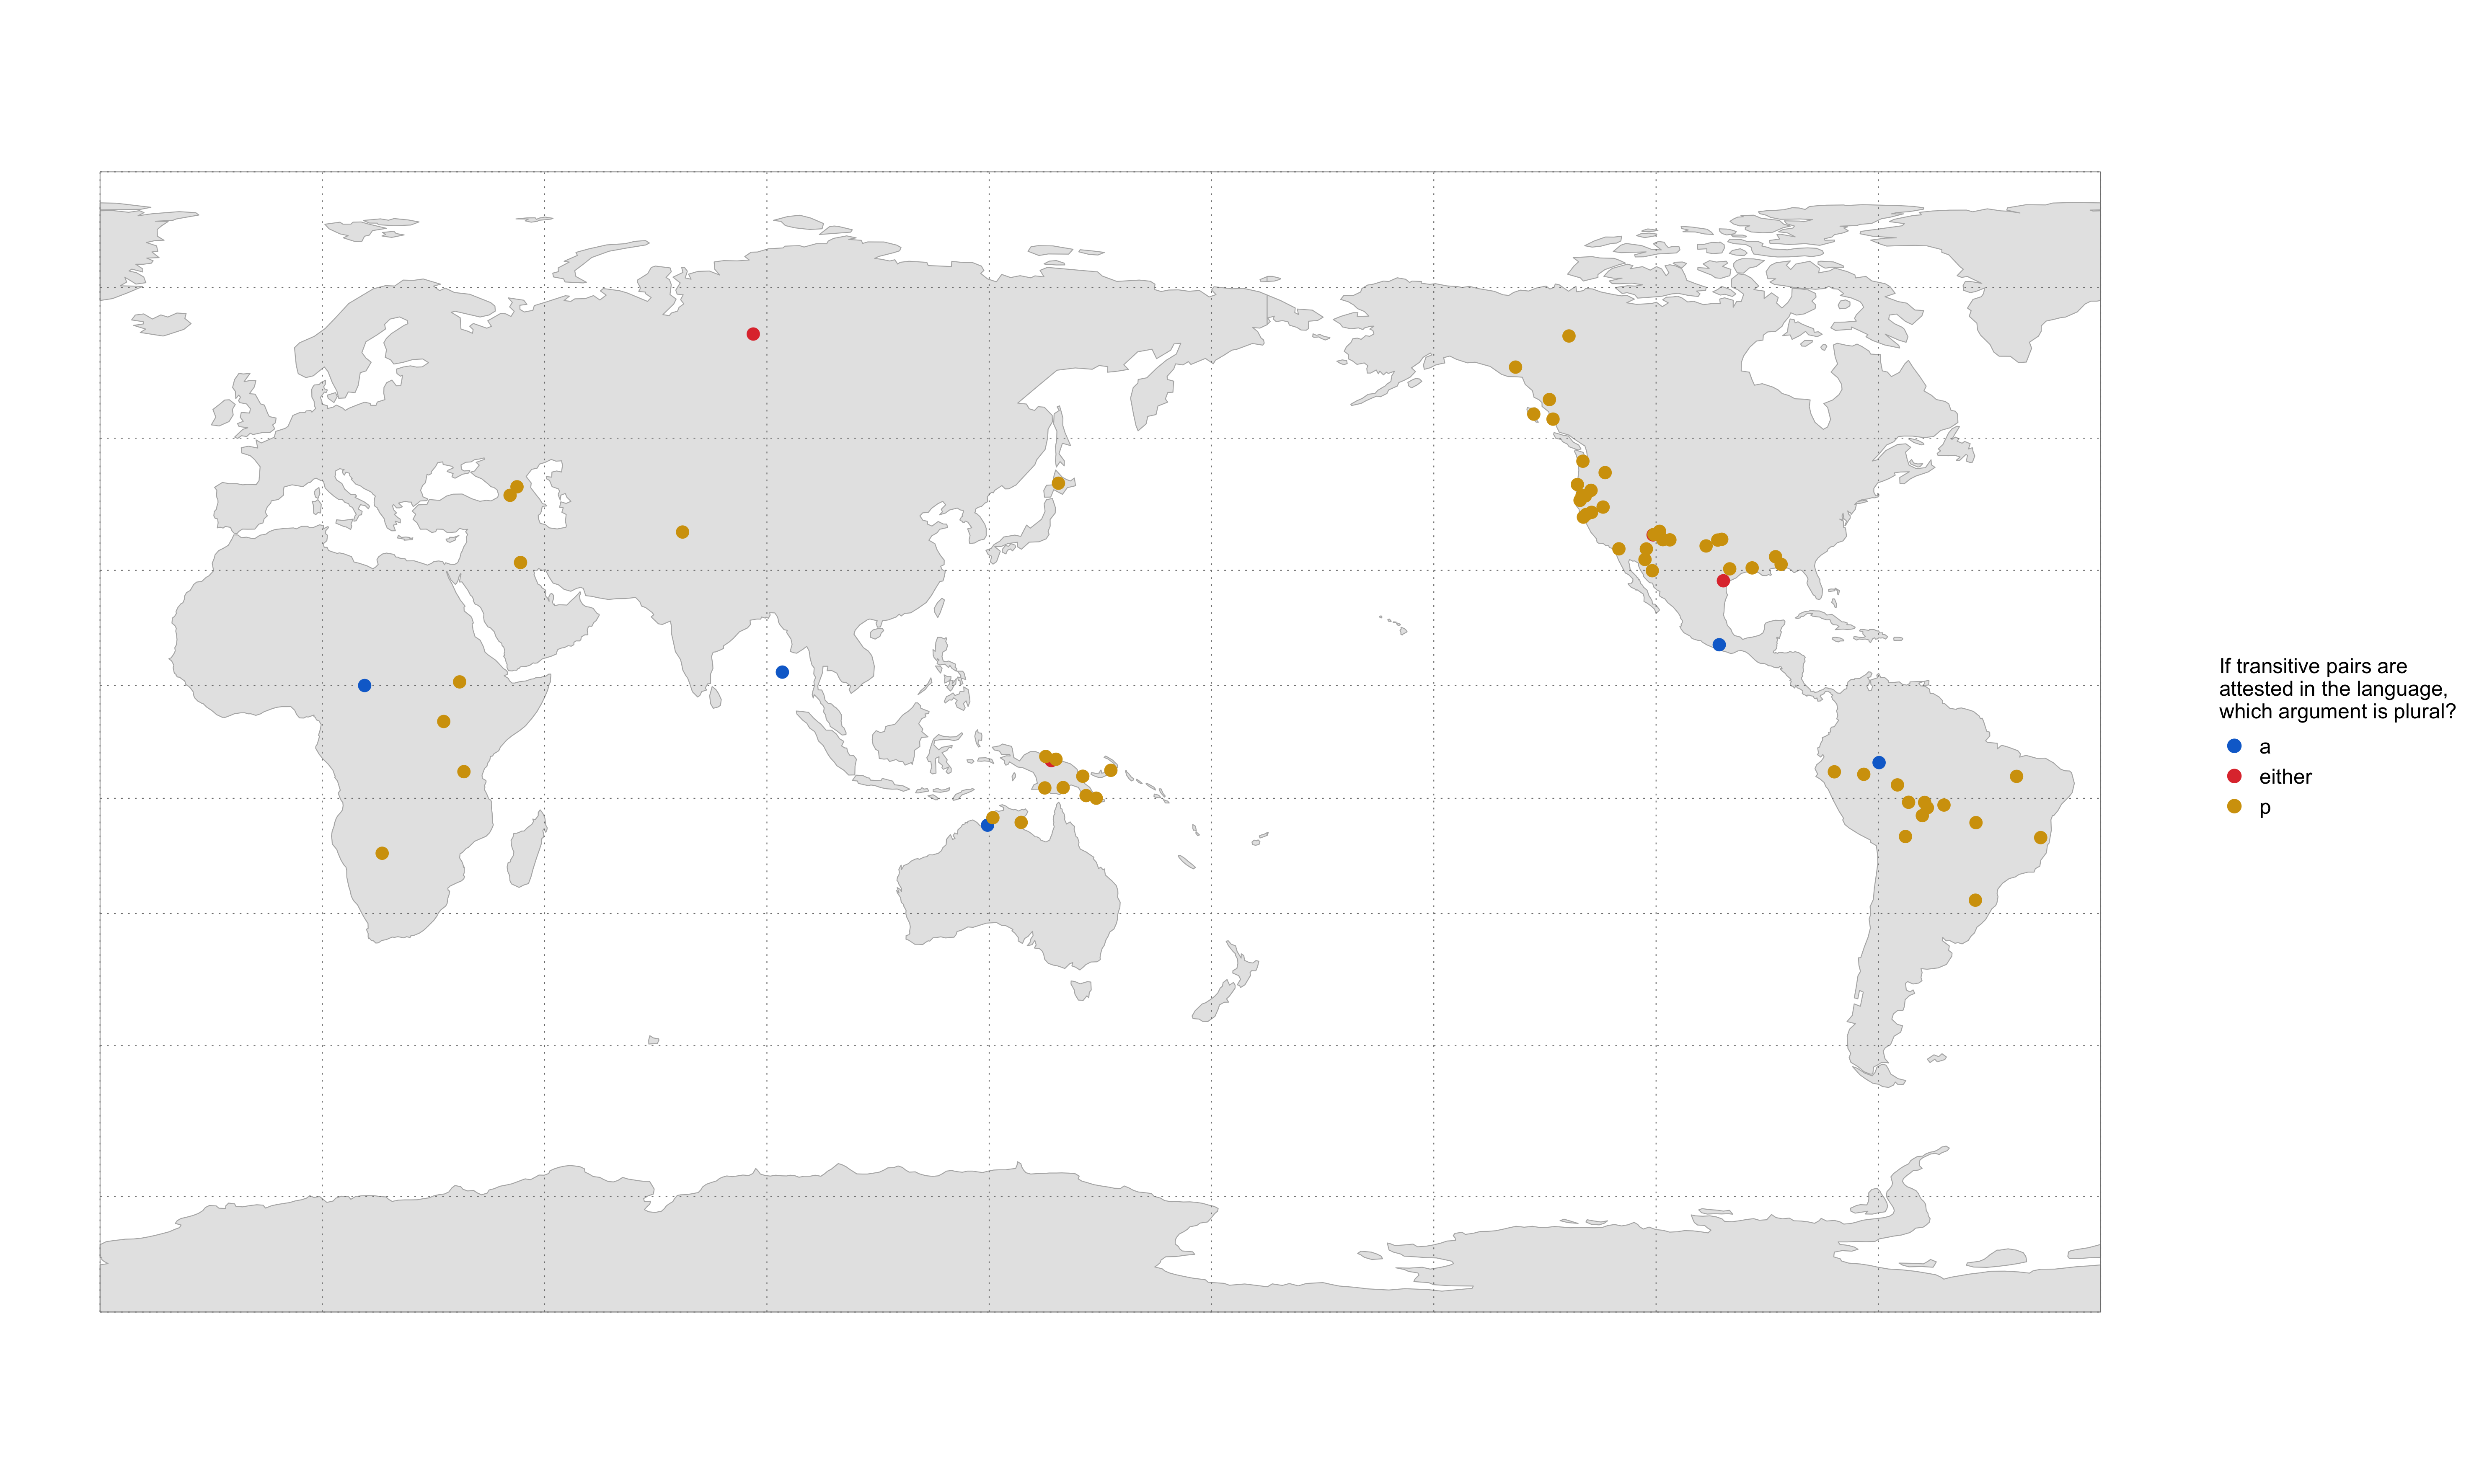 If transitive pairs are
attested in the language,
which argument is plural?
a
either
p